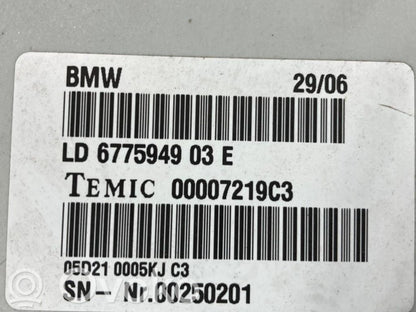 BMW 29/06
LD 6775949 03 E
TEMIC 00007219C3
05D21 0005KJ C3
SN- Nr.00250201